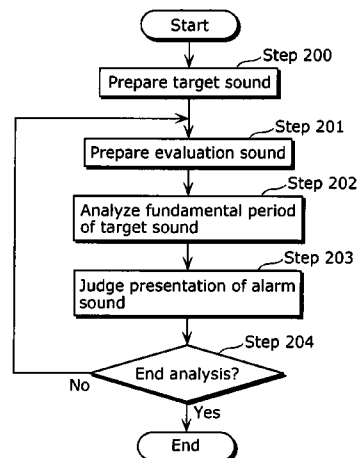 Start
Step 200
Prepare target sound
Step 201
Prepare evaluation sound
Step 202
Analyze fundamental period
of target sound
Step 203
Judge presentation of alarm
sound
Step 204
End analysis?
No
Yes
End